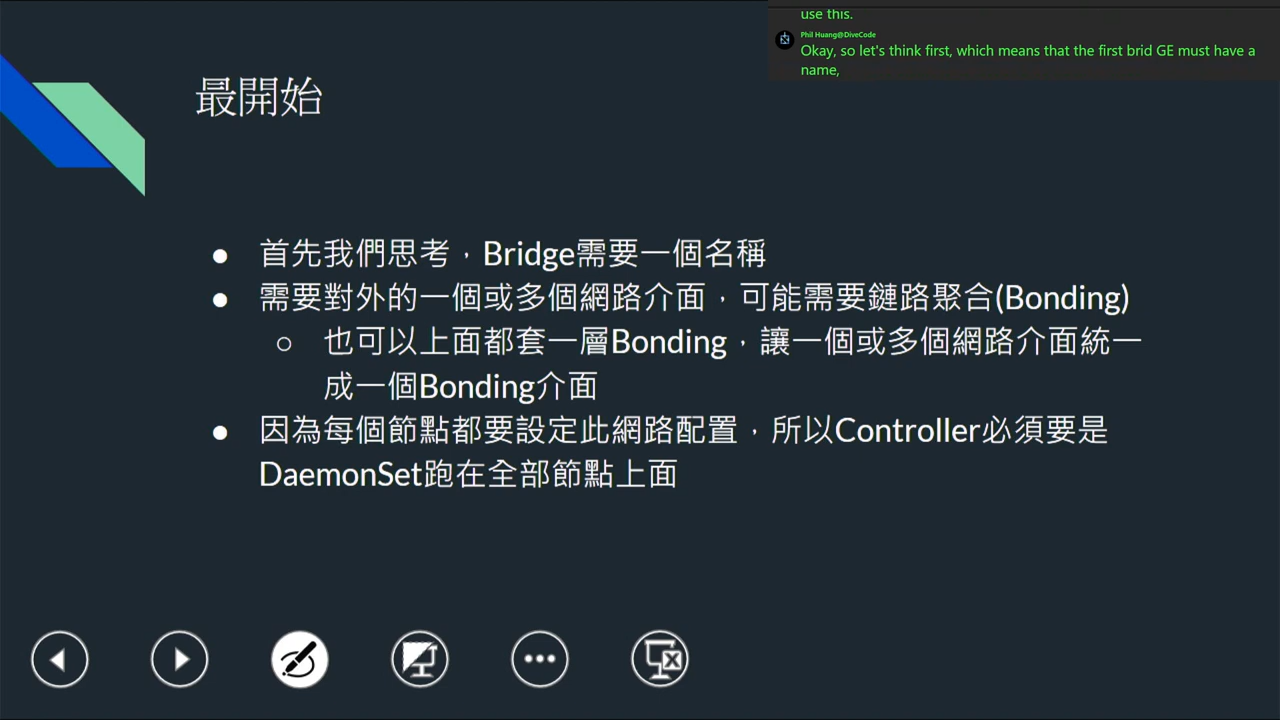 use this.
Phil Huang@DiveCode
Okay, so let's think first, which means that the first brid GE must have a
name,
最開始
● 首先我們思考，Bridge需要一個名稱
● 需要對外的一個或多個網路介面，可能需要鏈路聚合(Bonding)
○ 也可以上面都套一層Bonding，讓一個或多個網路介面統一
成一個Bonding介面
● 因為每個節點都要設定此網路配置，所以Controller必須要是
DaemonSet跑在全部節點上面